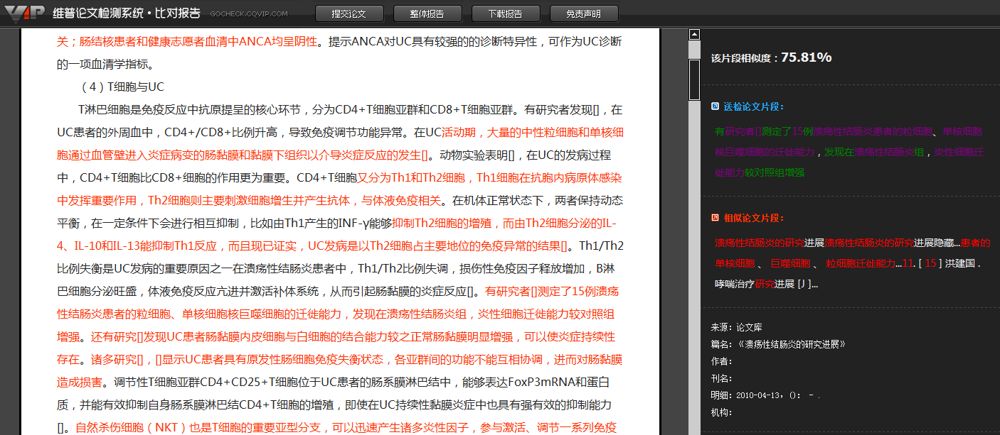 VIP 维普论文检测系统·比对报告 GOCHECK.CQVIP.COM 提交论文 整体报告 下载报告 免责声明
关；肠结核患者和健康志愿者血清中ANCA均呈阴性。提示ANCA对UC具有较强的的诊断特异性，可作为UC诊断
的一项血清学指标。
（4）T细胞与UC
T淋巴细胞是免疫反应中抗原提呈的核心环节，分为CD4+T细胞亚群和CD8+T细胞亚群。有研究者发现[]，在
UC患者的外周血中，CD4+/CD8+比例升高，导致免疫调节功能异常。在UC活动期，大量的中性粒细胞和单核细
胞通过血管壁进入炎症病变的肠黏膜和黏膜下组织以介导炎症反应的发生[]。动物实验表明[]，在UC的发病过程
中，CD4+T细胞比CD8+细胞的作用更为重要。CD4+T细胞又分为Th1和Th2细胞，Th1细胞在抗胞内病原体感染
中发挥重要作用，Th2细胞则主要刺激细胞增生并产生抗体，与体液免疫相关。在机体正常状态下，两者保持动态
平衡，在一定条件下会进行相互抑制，比如由Th1产生的INF-γ能够抑制Th2细胞的增殖，而由Th2细胞分泌的IL-
4、IL-10和IL-13能抑制Th1反应，而且现已证实，UC发病是以Th2细胞占主要地位的免疫异常的结果[]。Th1/Th2
比例失衡是UC发病的重要原因之一在溃疡性结肠炎患者中，Th1/Th2比例失调，损伤性免疫因子释放增加，B淋
巴细胞分泌旺盛，体液免疫反应亢进并激活补体系统，从而引起肠黏膜的炎症反应[]。有研究者[]测定了15例溃疡
性结肠炎患者的粒细胞、单核细胞核巨噬细胞的迁徙能力，发现在溃疡性结肠炎组，炎性细胞迁徙能力较对照组
增强。还有研究[]发现UC患者肠黏膜内皮细胞与白细胞的结合能力较之正常肠黏膜明显增强，可以使炎症持续性
存在。诸多研究[]，[]显示UC患者具有原发性肠细胞免疫失衡状态，各亚群间的功能不能互相协调，进而对肠黏膜
造成损害。调节性T细胞亚群CD4+CD25+T细胞位于UC患者的肠系膜淋巴结中，能够表达FoxP3mRNA和蛋白
质，并能有效抑制自身肠系膜淋巴结CD4+T细胞的增殖，即使在UC持续性黏膜炎症中也具有强有效的抑制能力
[]。自然杀伤细胞（NKT）也是T细胞的重要亚型分支，可以迅速产生诸多炎性因子，参与激活、调节一系列免疫
该片段相似度：75.81%
送检论文片段：
有研究者[]测定了15例溃疡性结肠炎患者的粒细胞、单核细胞
核巨噬细胞的迁徙能力，发现在溃疡性结肠炎组，炎性细胞迁
徙能力较对照组增强
相似论文片段：
溃疡性结肠炎的研究进展溃疡性结肠炎的研究进展隐藏...患者的
单核细胞 、 巨噬细胞 、 粒细胞迁徙能力...11. [ 15 ] 洪建国 .
哮喘治疗研究进展 [J ]...
来源：论文库
篇名：《溃疡性结肠炎的研究进展》
作者：
刊名：
明细：2010-04-13，()： - .
机构：